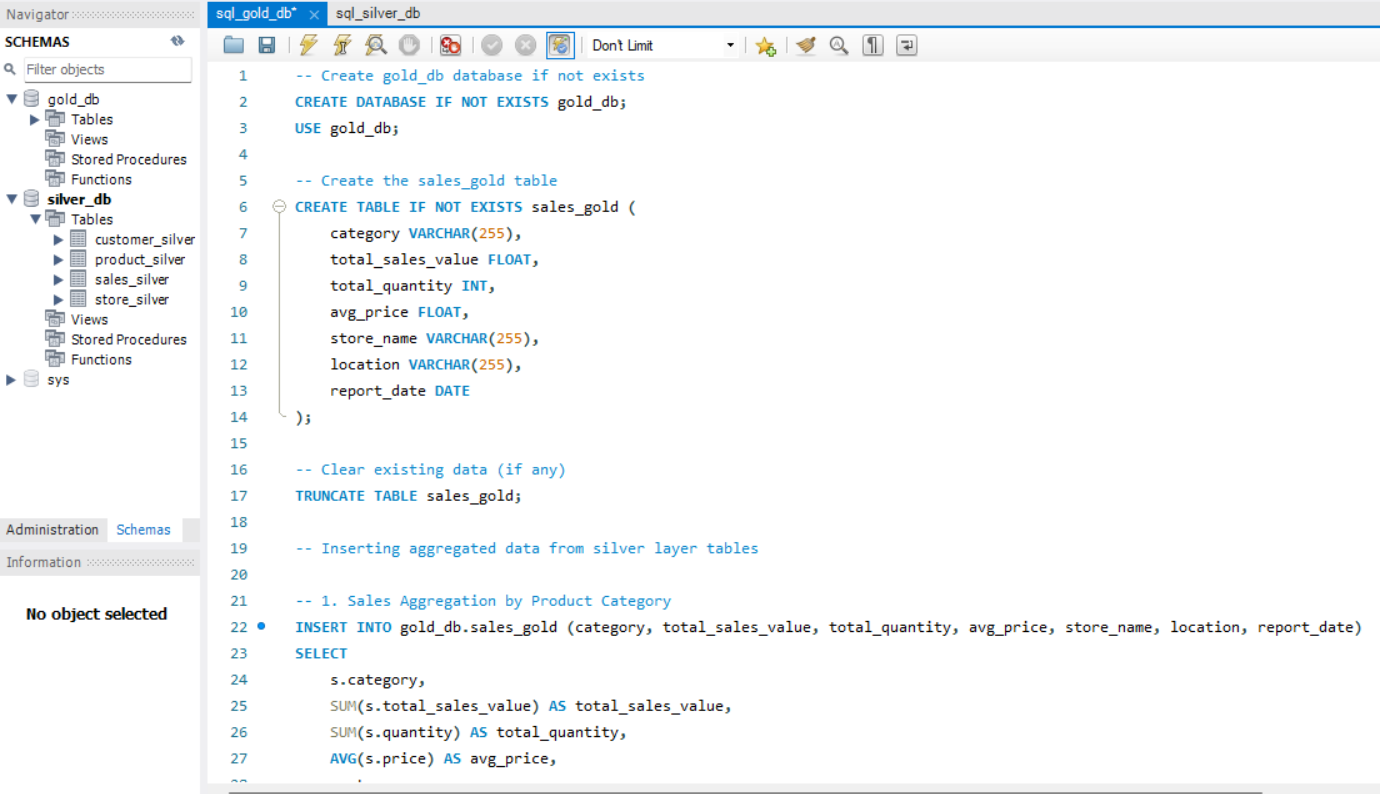 Navigator
SCHEMAS
Filter objects
gold_db
Tables
Views
Stored Procedures
Functions
silver_db
Tables
customer_silver
product_silver
sales_silver
store_silver
Views
Stored Procedures
Functions
sys
Administration Schemas
Information
No object selected
sql_gold_db* × sql_silver_db
Don't Limit
1 -- Create gold_db database if not exists
2 CREATE DATABASE IF NOT EXISTS gold_db;
3 USE gold_db;
4
5 -- Create the sales_gold table
6 CREATE TABLE IF NOT EXISTS sales_gold (
7 category VARCHAR(255),
8 total_sales_value FLOAT,
9 total_quantity INT,
10 avg_price FLOAT,
11 store_name VARCHAR(255),
12 location VARCHAR(255),
13 report_date DATE
14 );
15
16 -- Clear existing data (if any)
17 TRUNCATE TABLE sales_gold;
18
19 -- Inserting aggregated data from silver layer tables
20
21 -- 1. Sales Aggregation by Product Category
22 INSERT INTO gold_db.sales_gold (category, total_sales_value, total_quantity, avg_price, store_name, location, report_date)
23 SELECT
24 s.category,
25 SUM(s.total_sales_value) AS total_sales_value,
26 SUM(s.quantity) AS total_quantity,
27 AVG(s.price) AS avg_price,